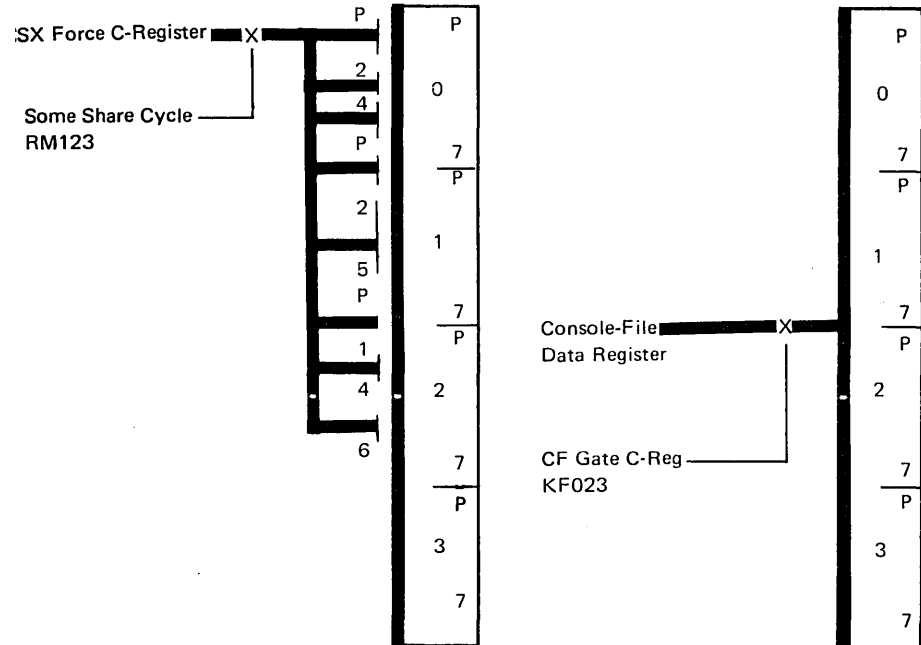 P
:SX Force C-Register X
2
4
Some Share Cycle
RM123
P
2
5
P
1
4
6
P
0
7
P
1
7
P
2
7
P
3
7
Console-File X
Data Register
CF Gate C-Reg
KF023
P
0
7
P
1
7
P
2
7
P
3
7